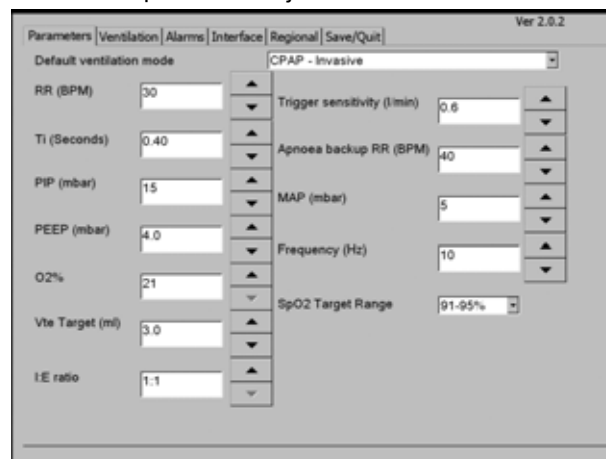 Ver 2.0.2
Parameters Ventilation Alarms Interface Regional Save/Quit
Default ventilation mode CPAP - Invasive
RR (BPM) 30
Ti (Seconds) 0.40
PIP (mbar) 15
PEEP (mbar) 4.0
O2% 21
Vte Target (ml) 3.0
I:E ratio 1:1
Trigger sensitivity (l/min) 0.6
Apnoea backup RR (BPM) 40
MAP (mbar) 5
Frequency (Hz) 10
SpO2 Target Range 91-95%